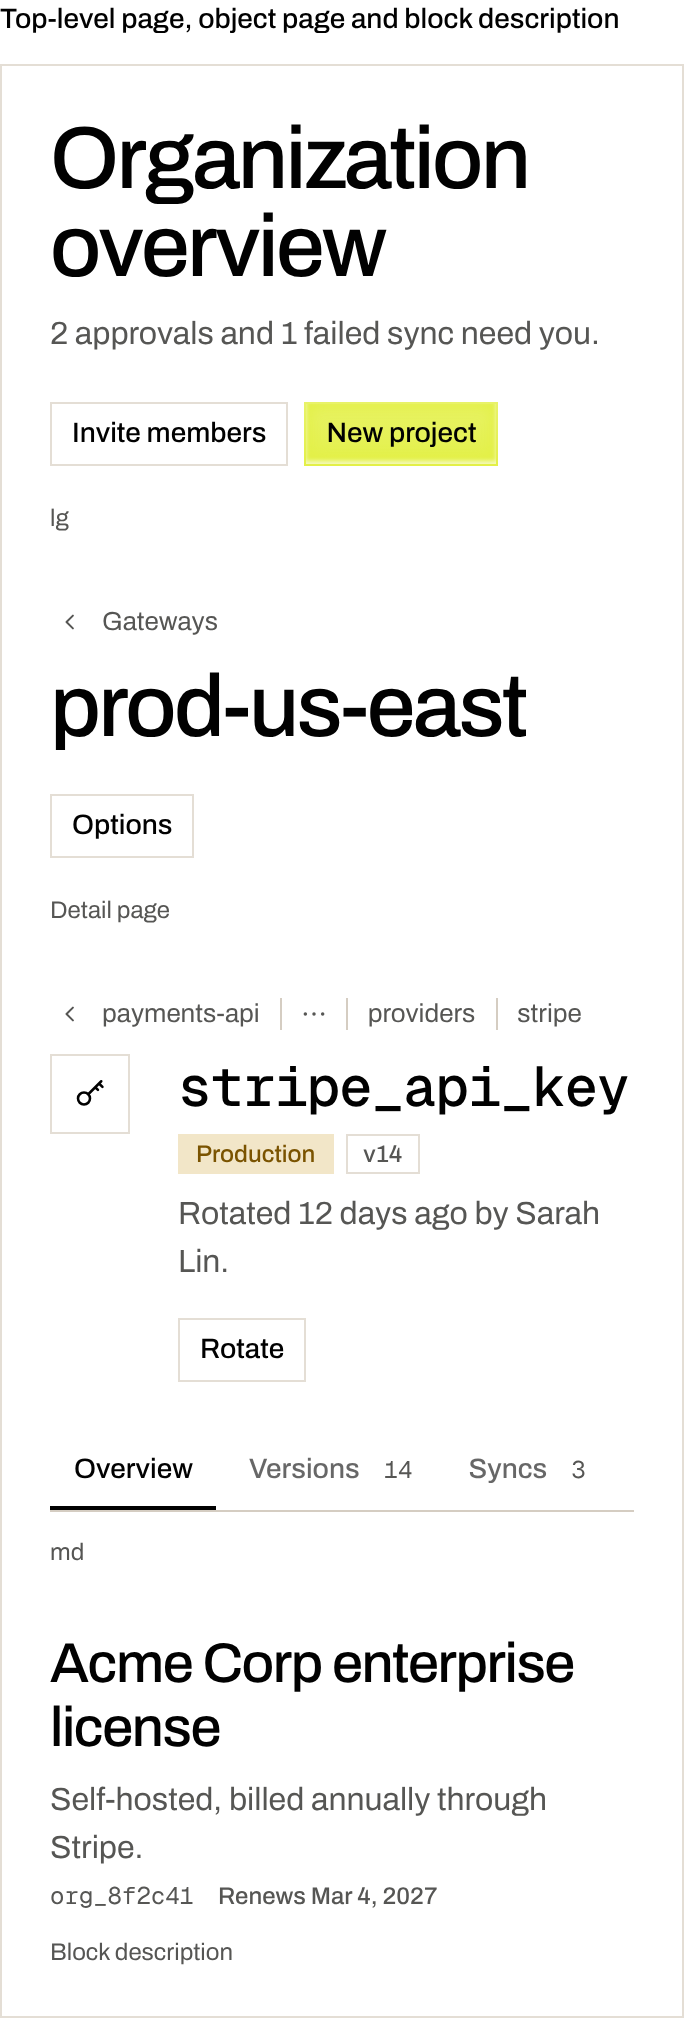 Top-level page, object page and block description
Organization
overview
2 approvals and 1 failed sync need you.
Invite members New project
lg
Gateways
prod-us-east
Options
Detail page
payments-api ··· providers stripe
stripe_api_key
Production v14
Rotated 12 days ago by Sarah
Lin.
Rotate
Overview Versions 14 Syncs 3
md
Acme Corp enterprise
license
Self-hosted, billed annually through
Stripe.
org_8f2c41 Renews Mar 4, 2027
Block description